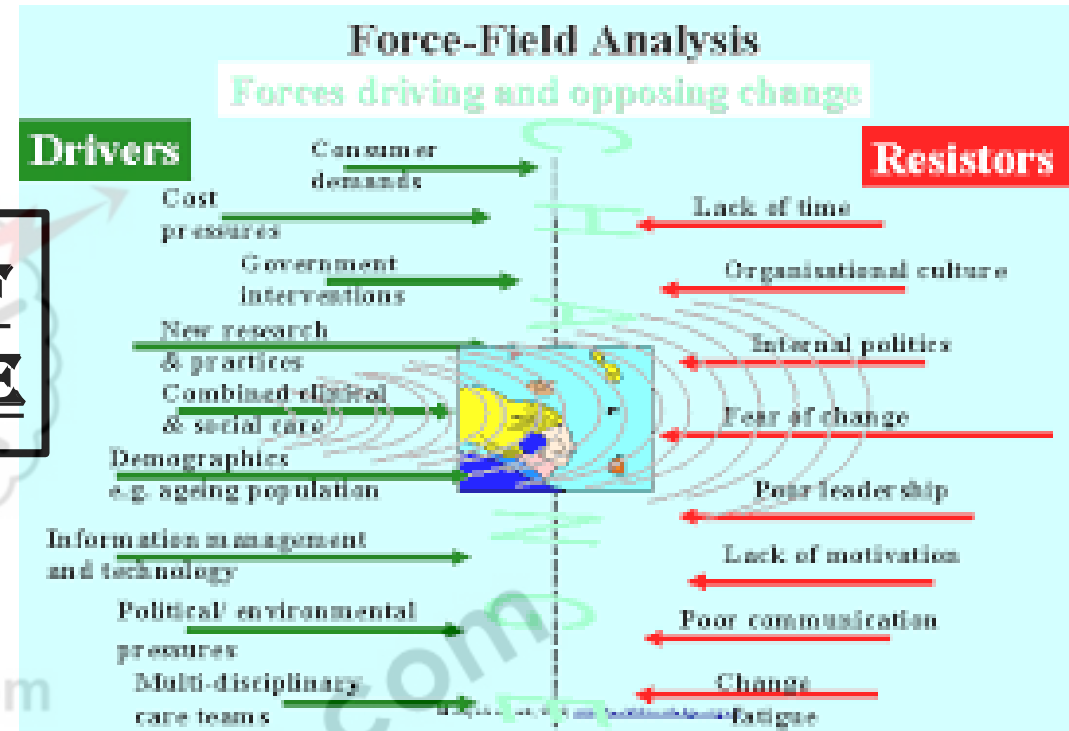 Force-Field Analysis
Forces driving and opposing change
Drivers
Resistors
Consumer
demands
Cost
pressures
Government
interventions
New research
& practices
Combined clinical
& social care
Demographics
e.g. ageing population
Information management
and technology
Political/ environmental
pressures
Multi-disciplinary
care teams
CHANGE
Lack of time
Organisational culture
Internal politics
Fear of change
Poor leadership
Lack of motivation
Poor communication
Change
fatigue
E
com
m